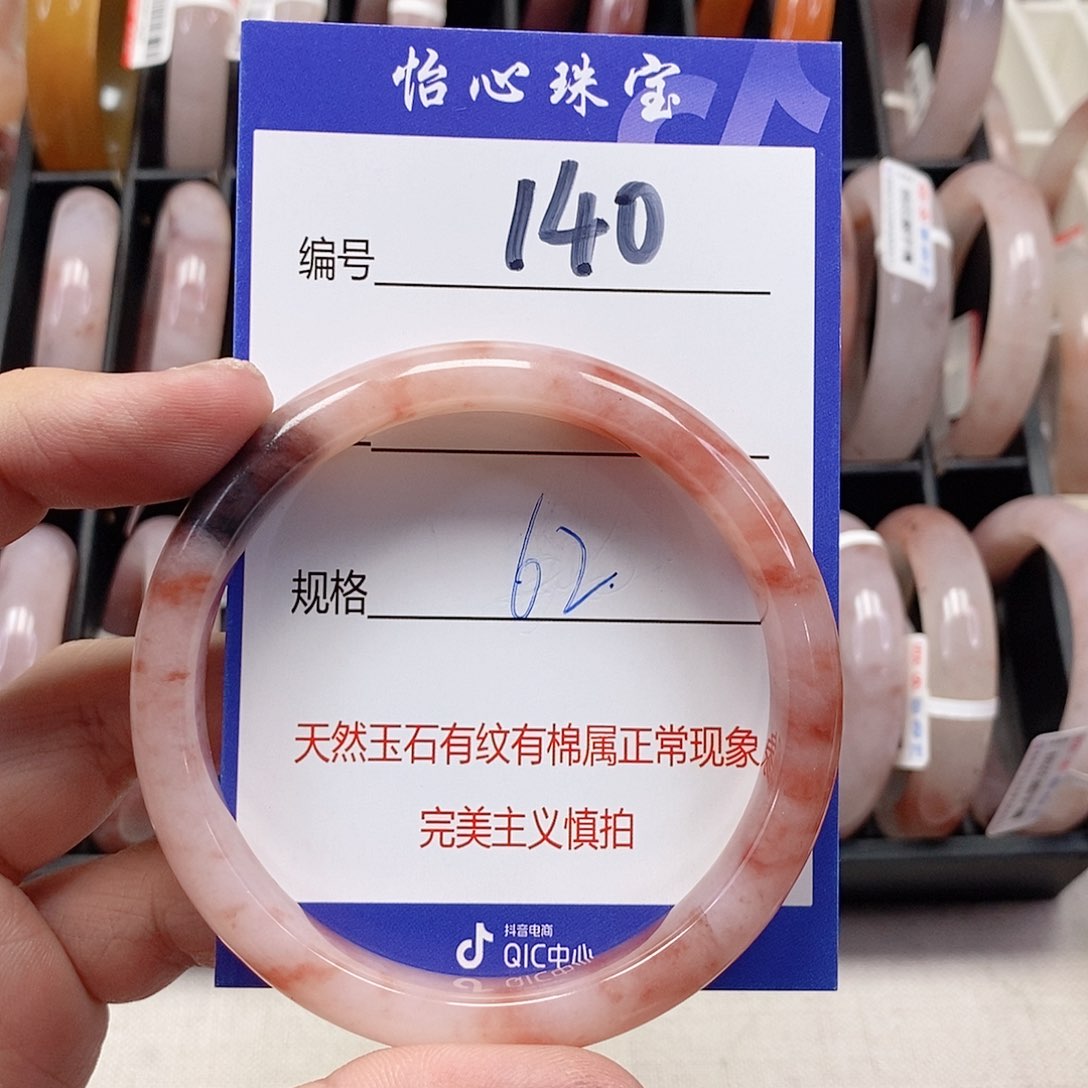 怡心珠宝
编号 140
规格 62
天然玉石有纹有棉属正常现象
完美主义慎拍
抖音电商
QIC中心